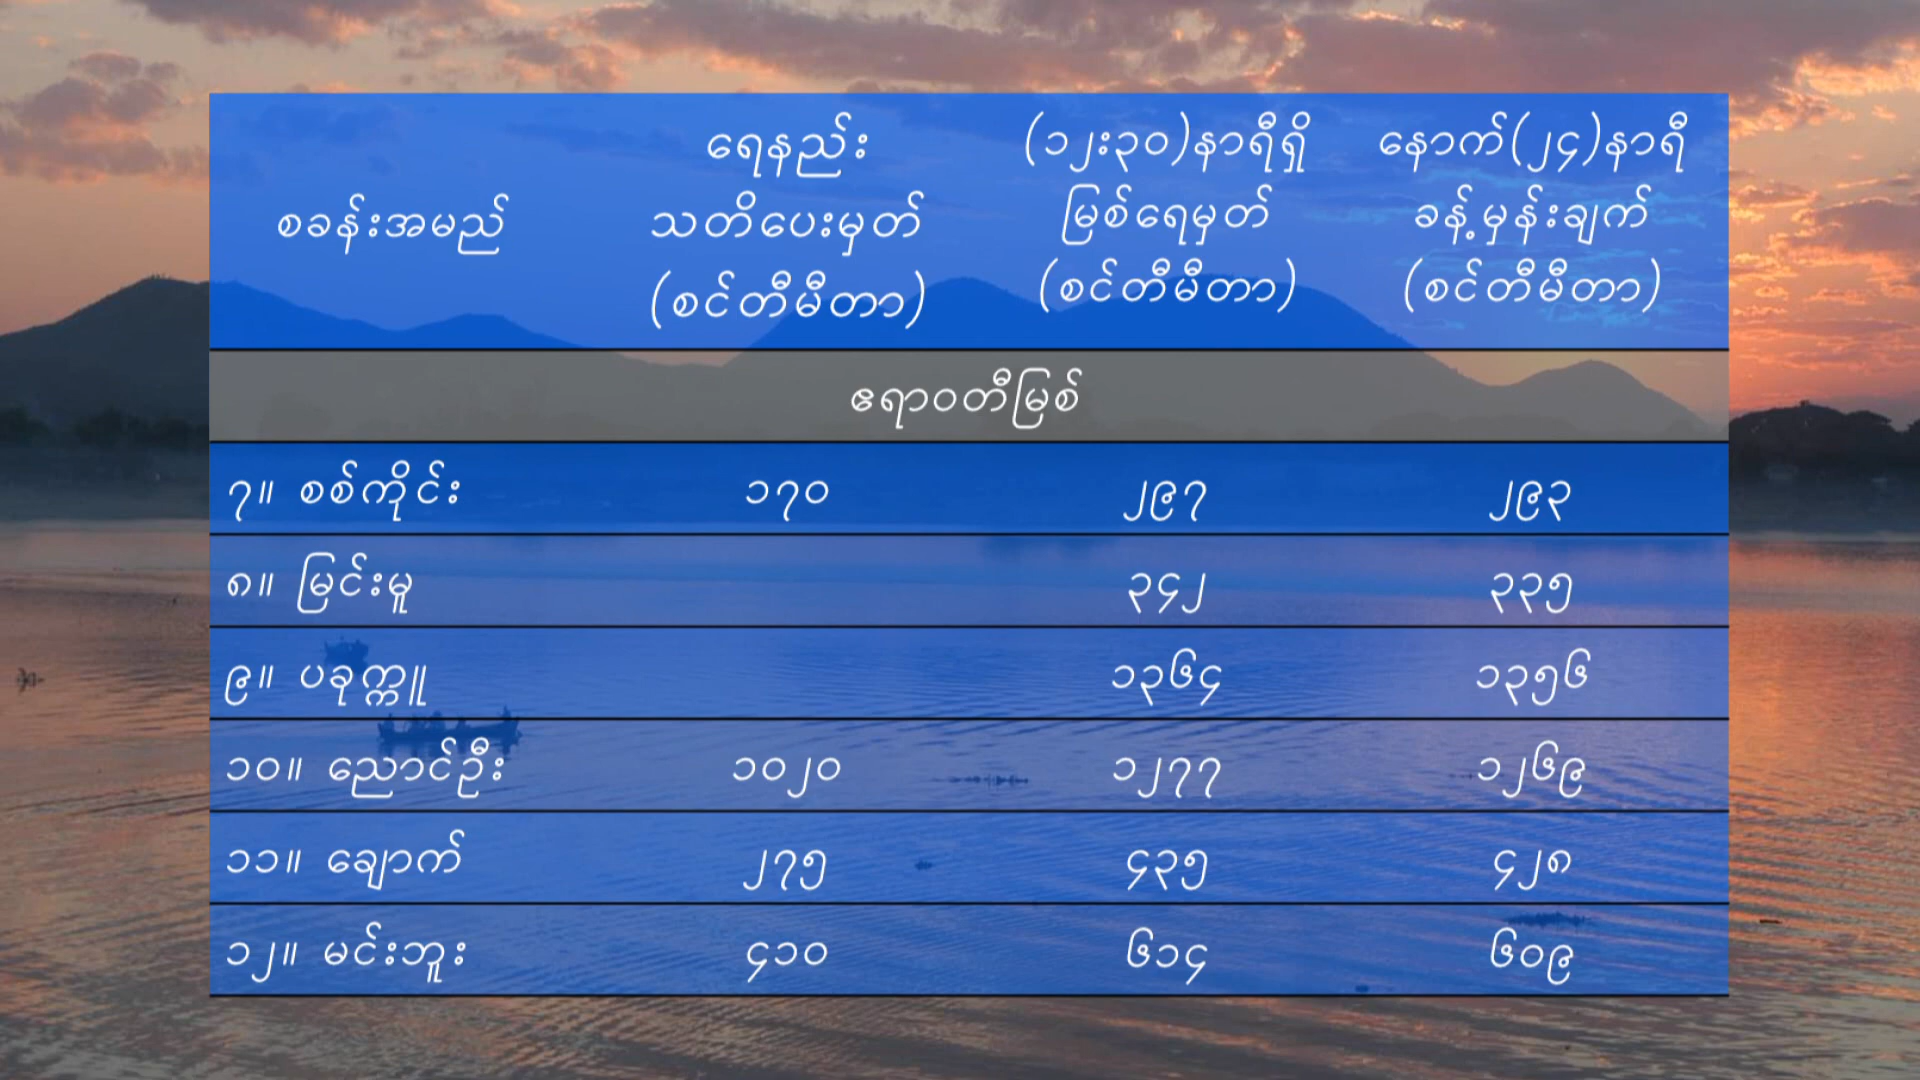 စခန်းအမည်
ရေနည်း
သတိပေးမှတ်
(စင်တီမီတာ)
(၁၂း၃၀)နာရီရှိ
မြစ်ရေမှတ်
(စင်တီမီတာ)
နောက်(၂၄)နာရီ
ခန့်မှန်းချက်
(စင်တီမီတာ)
ဧရာဝတီမြစ်
၇။ စစ်ကိုင်း ၁၇၀ ၂၉၇ ၂၉၃
၈။ မြင်းမူ ၃၄၂ ၃၃၅
၉။ ပခုက္ကူ ၁၃၆၄ ၁၃၅၆
၁၀။ ညောင်ဦး ၁၀၂၀ ၁၂၇၇ ၁၂၆၉
၁၁။ ချောက် ၂၇၅ ၄၃၅ ၄၂၈
၁၂။ မင်းဘူး ၄၁၀ ၆၁၄ ၆၀၉